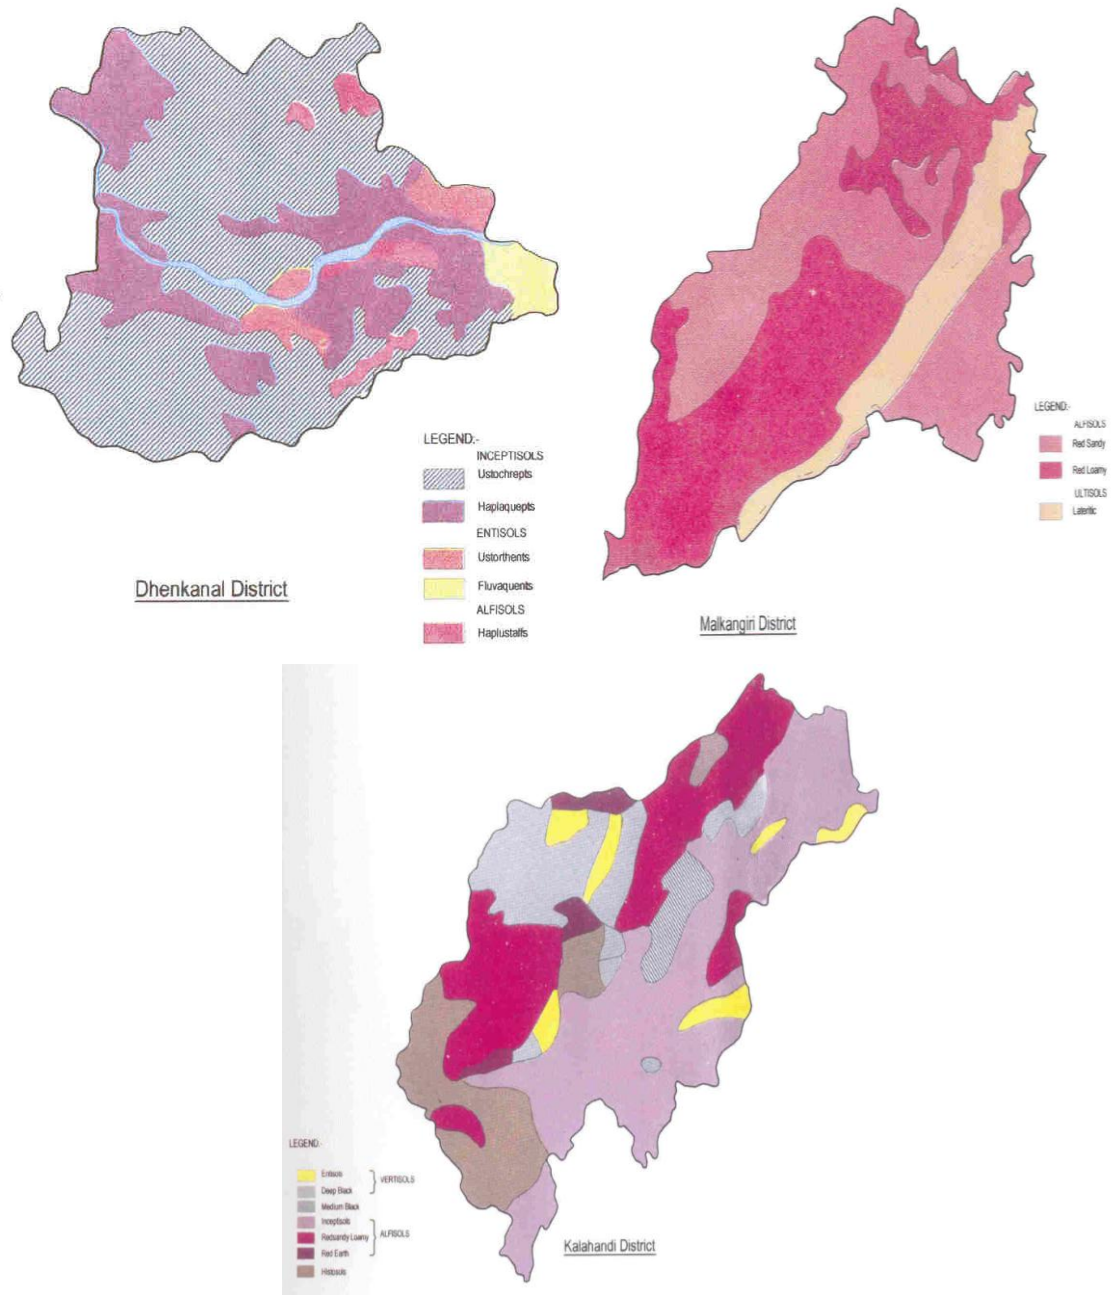 LEGEND:-
INCEPTISOLS
Ustochrepts
Haplaquepts
ENTISOLS
Ustorthents
Fluvaquents
ALFISOLS
Haplustalfs
Dhenkanal District
LEGEND:-
ALFISOLS
Red Sandy
Red Loamy
ULTISOLS
Lateritic
Malkangiri District
LEGEND:-
Entisols
VERTISOLS
Deep Black
Medium Black
Inceptisols
Redsandy Loamy
ALFISOLS
Red Earth
Histosols
Kalahandi District